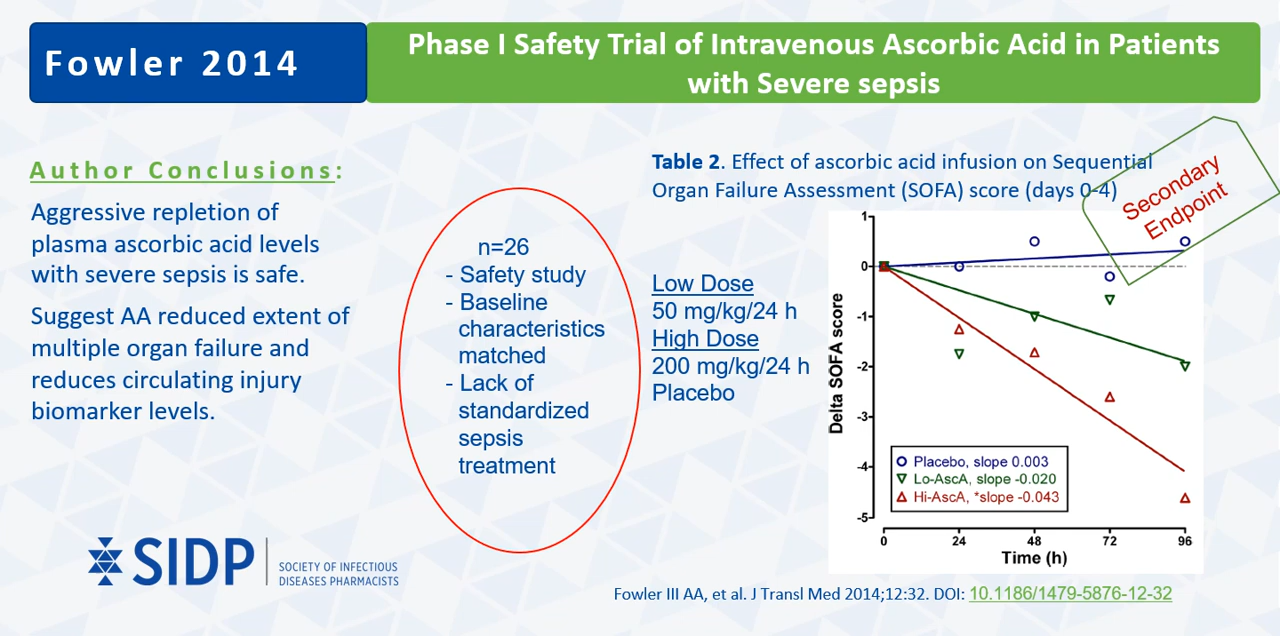 Fowler 2014
Phase I Safety Trial of Intravenous Ascorbic Acid in Patients
with Severe sepsis
Author Conclusions:
Aggressive repletion of
plasma ascorbic acid levels
with severe sepsis is safe.
Suggest AA reduced extent of
multiple organ failure and
reduces circulating injury
biomarker levels.
n=26
- Safety study
- Baseline
characteristics
matched
- Lack of
standardized
sepsis
treatment
Table 2. Effect of ascorbic acid infusion on Sequential
Organ Failure Assessment (SOFA) score (days 0-4)
Secondary
Endpoint
Low Dose
50 mg/kg/24 h
High Dose
200 mg/kg/24 h
Placebo
Delta SOFA score
1
0
-1
-2
-3
-4
-5
Placebo, slope 0.003
Lo-AscA, slope -0.020
Hi-AscA, *slope -0.043
0 24 48 72 96
Time (h)
SIDP
SOCIETY OF INFECTIOUS
DISEASES PHARMACISTS
Fowler III AA, et al. J Transl Med 2014;12:32. DOI: 10.1186/1479-5876-12-32